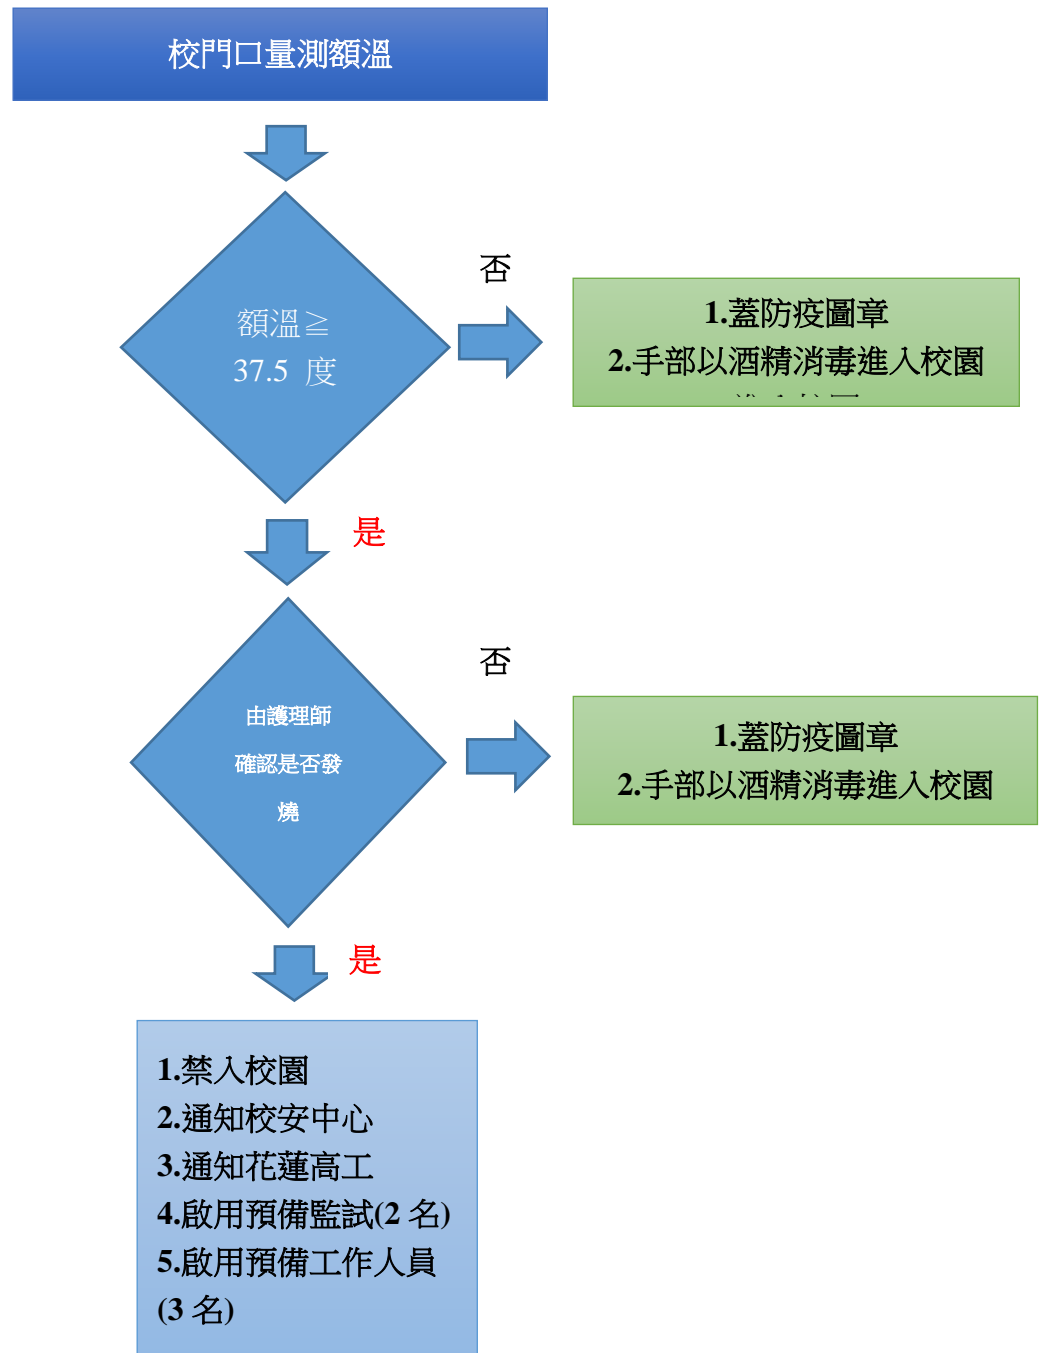 校門口量測額溫
額溫≧
37.5 度
否
1.蓋防疫圖章
2.手部以酒精消毒進入校園
是
由護理師
確認是否發
燒
否
1.蓋防疫圖章
2.手部以酒精消毒進入校園
是
1.禁入校園
2.通知校安中心
3.通知花蓮高工
4.啟用預備監試(2 名)
5.啟用預備工作人員
(3 名)